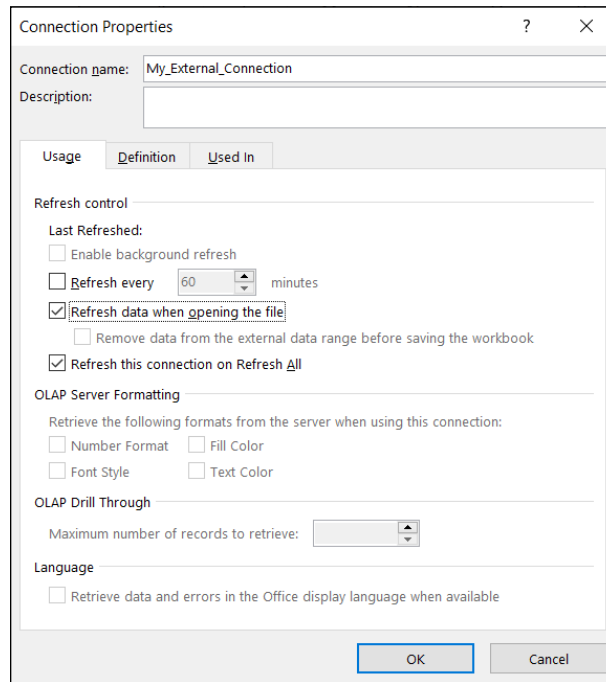 Connection Properties ?
Connection name: My_External_Connection
Description:
Usage Definition Used In
Refresh control
Last Refreshed:
Enable background refresh
Refresh every 60 minutes
Refresh data when opening the file
Remove data from the external data range before saving the workbook
Refresh this connection on Refresh All
OLAP Server Formatting
Retrieve the following formats from the server when using this connection:
Number Format Fill Color
Font Style Text Color
OLAP Drill Through
Maximum number of records to retrieve:
Language
Retrieve data and errors in the Office display language when available
OK Cancel